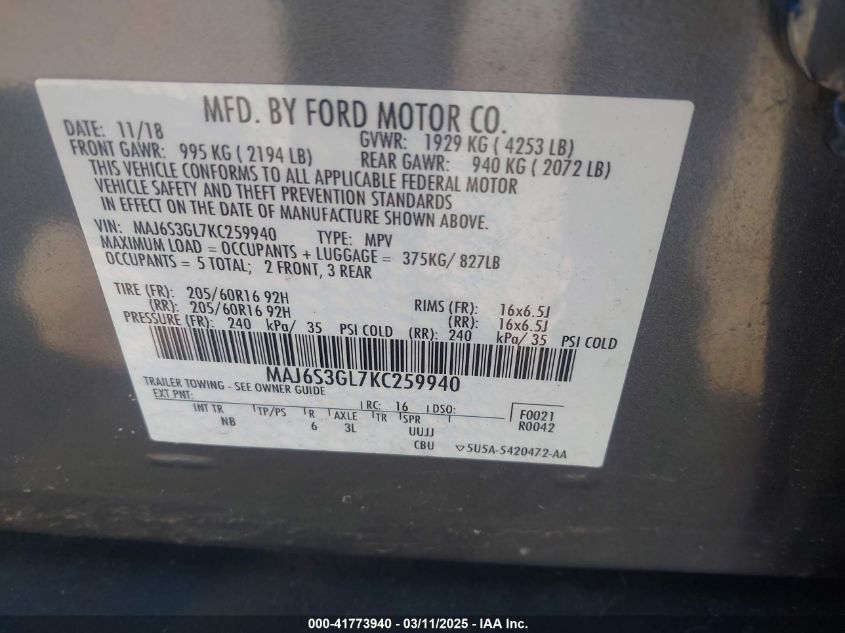 MFD. BY FORD MOTOR CO.
DATE: 11/18 GVWR: 1929 KG ( 4253 LB)
FRONT GAWR: 995 KG ( 2194 LB) REAR GAWR: 940 KG ( 2072 LB)
THIS VEHICLE CONFORMS TO ALL APPLICABLE FEDERAL MOTOR
VEHICLE SAFETY AND THEFT PREVENTION STANDARDS
IN EFFECT ON THE DATE OF MANUFACTURE SHOWN ABOVE.
VIN: MAJ6S3GL7KC259940 TYPE: MPV
MAXIMUM LOAD = OCCUPANTS + LUGGAGE = 375KG/ 827LB
OCCUPANTS = 5 TOTAL; 2 FRONT, 3 REAR
TIRE (FR): 205/60R16 92H RIMS (FR): 16x6.5J
(RR): 205/60R16 92H (RR): 16x6.5J
PRESSURE (FR): 240 kPa/ 35 PSI COLD (RR): 240 kPa/ 35 PSI COLD
MAJ6S3GL7KC259940
TRAILER TOWING - SEE OWNER GUIDE
EXT PNT: RC: 16 DSO: F0021
R0042
INT TR TP/PS R AXLE TR SPR
NB 6 3L UUJJ
CBU 5U5A-5420472-AA
000-41773940 - 03/11/2025 - IAA Inc.